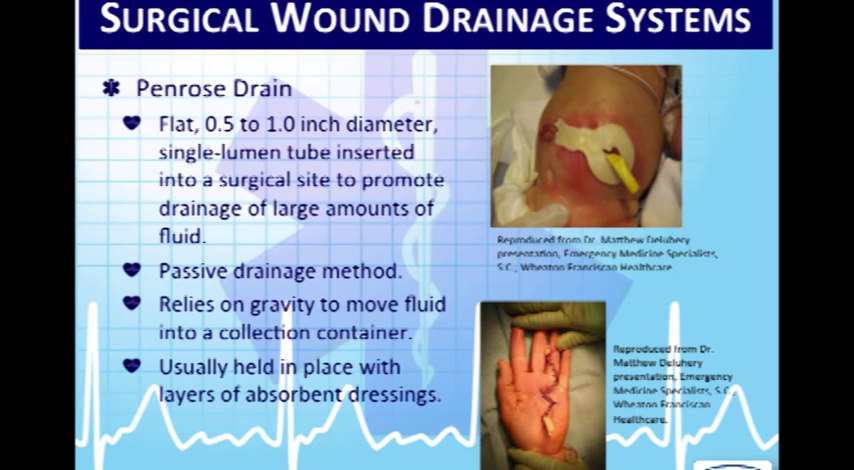 SURGICAL WOUND DRAINAGE SYSTEMS
Penrose Drain
Flat, 0.5 to 1.0 inch diameter,
single-lumen tube inserted
into a surgical site to promote
drainage of large amounts of
fluid.
Passive drainage method.
Relies on gravity to move fluid
into a collection container.
Usually held in place with
layers of absorbent dressings.
Reproduced from Dr. Matthew Deluhery
presentation, Emergency Medicine Specialists,
S.C., Wheaton Franciscan Healthcare
Reproduced from Dr.
Matthew Deluhery
presentation, Emergency
Medicine Specialists, S.C.,
Wheaton Franciscan
Healthcare.